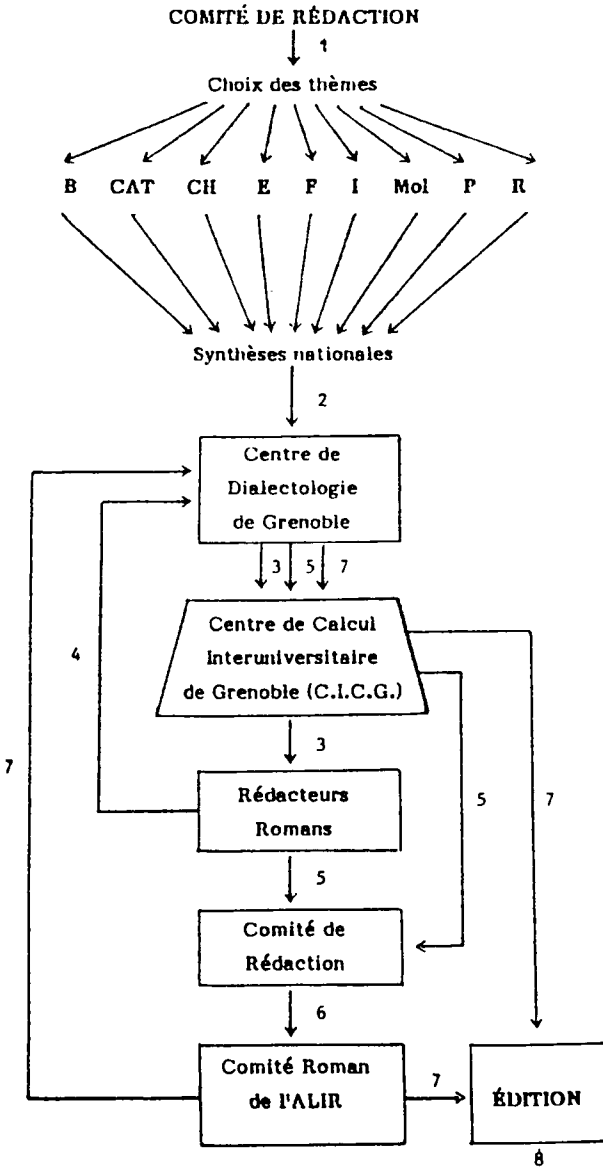 COMITÉ DE RÉDACTION
1
Choix des thèmes
B CAT CH E F I Mol P R
Synthèses nationales
2
Centre de
Dialectologie
de Grenoble
3 5 7
Centre de Calcul
Interuniversitaire
de Grenoble (C.I.C.G.)
4
3
7
Rédacteurs
Romans
5
7
5
Comité de
Rédaction
6
Comité Roman
de l'ALIR
7
ÉDITION
8